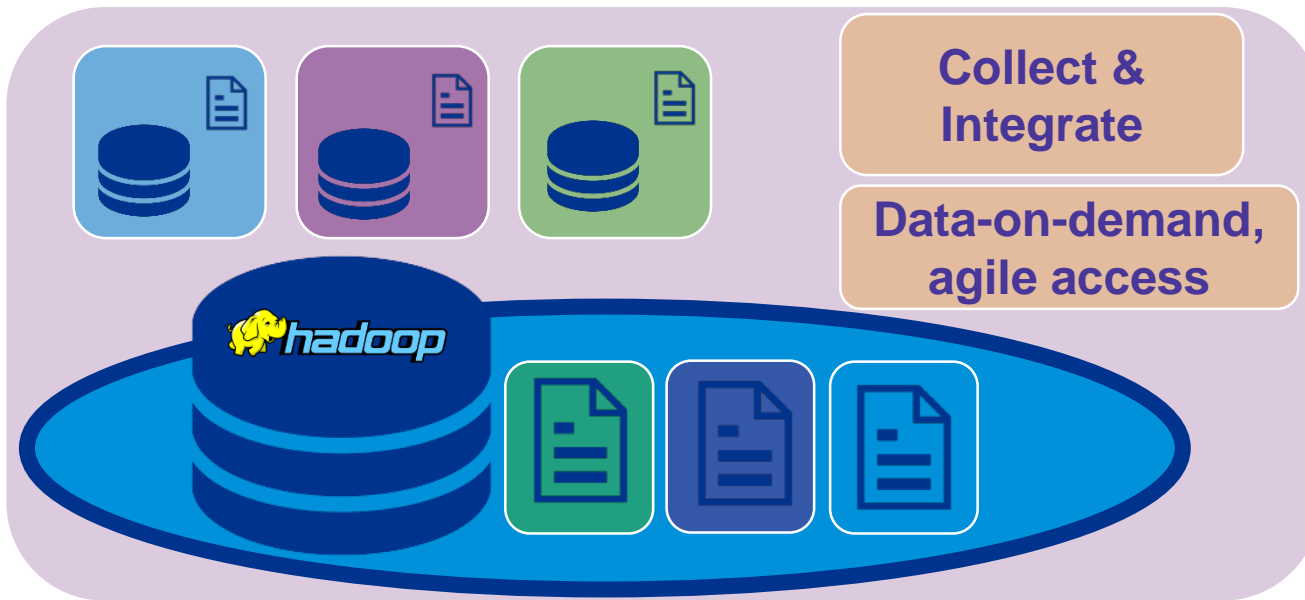 Collect &
Integrate
Data-on-demand,
agile access
hadoop